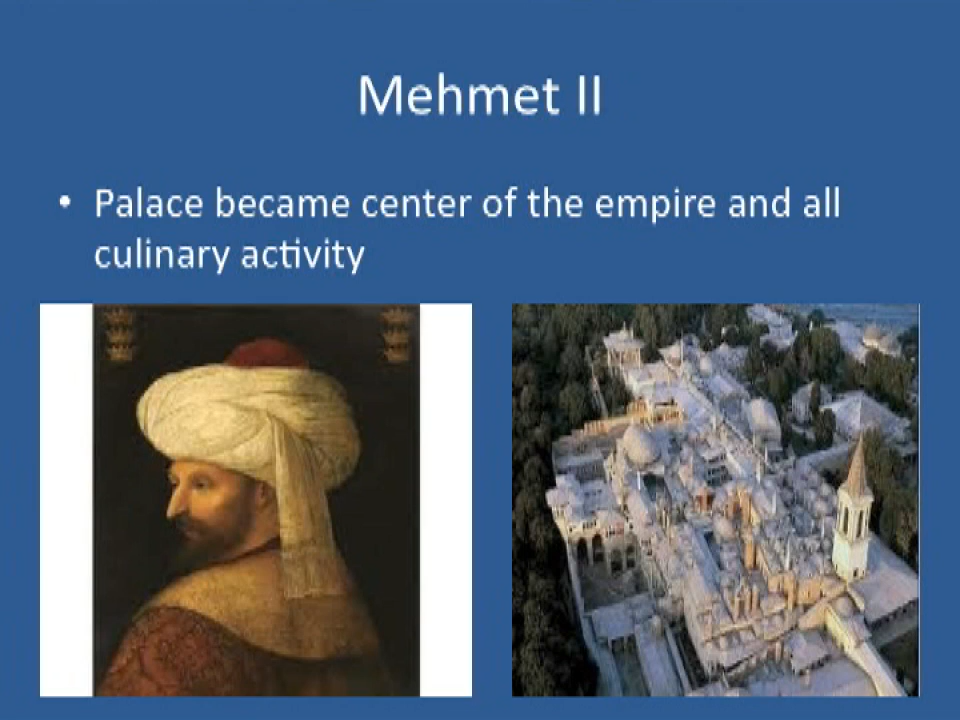 Mehmet II
• Palace became center of the empire and all
culinary activity